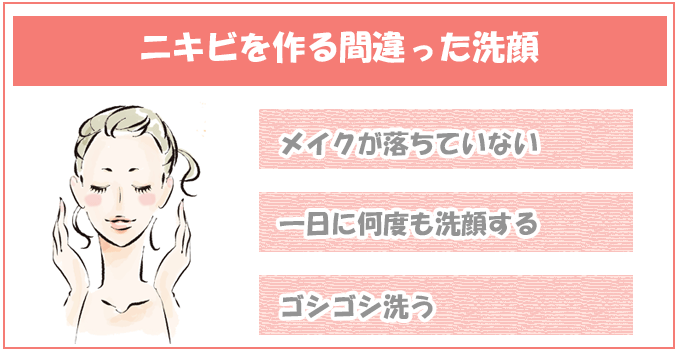 ニキビを作る間違った洗顔
メイクが落ちていない
一日に何度も洗顔する
ゴシゴシ洗う